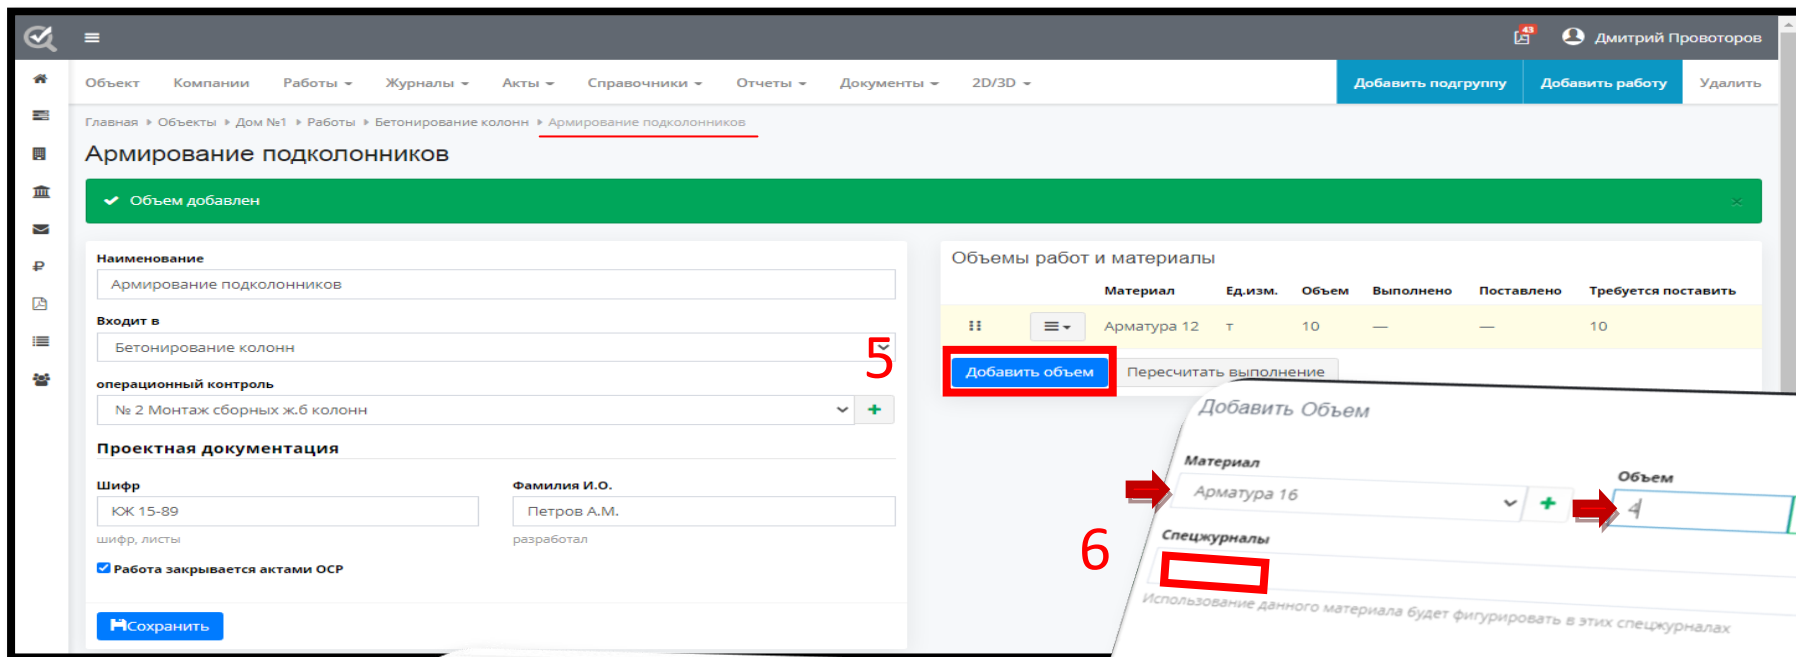 43
Дмитрий Провоторов
Объект Компании Работы Журналы Акты Справочники Отчеты Документы 2D/3D Добавить подгруппу Добавить работу Удалить
Главная Объекты Дом №1 Работы Бетонирование колонн Армирование подколонников
Армирование подколонников
Объем добавлен
×
Наименование
Армирование подколонников
Входит в
Бетонирование колонн
операционный контроль
№ 2 Монтаж сборных ж.б колонн
Проектная документация
Шифр Фамилия И.О.
КЖ 15-89 Петров А.М.
шифр, листы разработал
Работа закрывается актами ОСР
Сохранить
5
Объемы работ и материалы
Материал Ед.изм. Объем Выполнено Поставлено Требуется поставить
Арматура 12 т 10 — — 10
Добавить объем Пересчитать выполнение
6
Добавить Объем
Материал Объем
Арматура 16 4
Спецжурналы
Использование данного материала будет фигурировать в этих спецжурналах